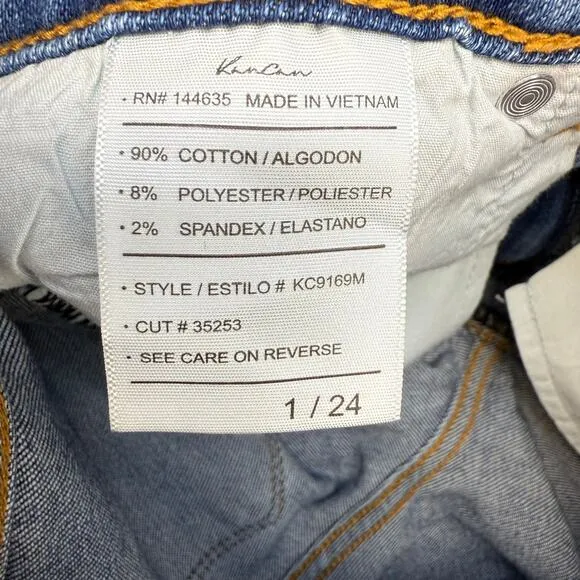 KanCan
• RN# 144635 MADE IN VIETNAM
• 90% COTTON / ALGODON
• 8% POLYESTER / POLIESTER
• 2% SPANDEX / ELASTANO
• STYLE / ESTILO # KC9169M
• CUT # 35253
• SEE CARE ON REVERSE
1 / 24